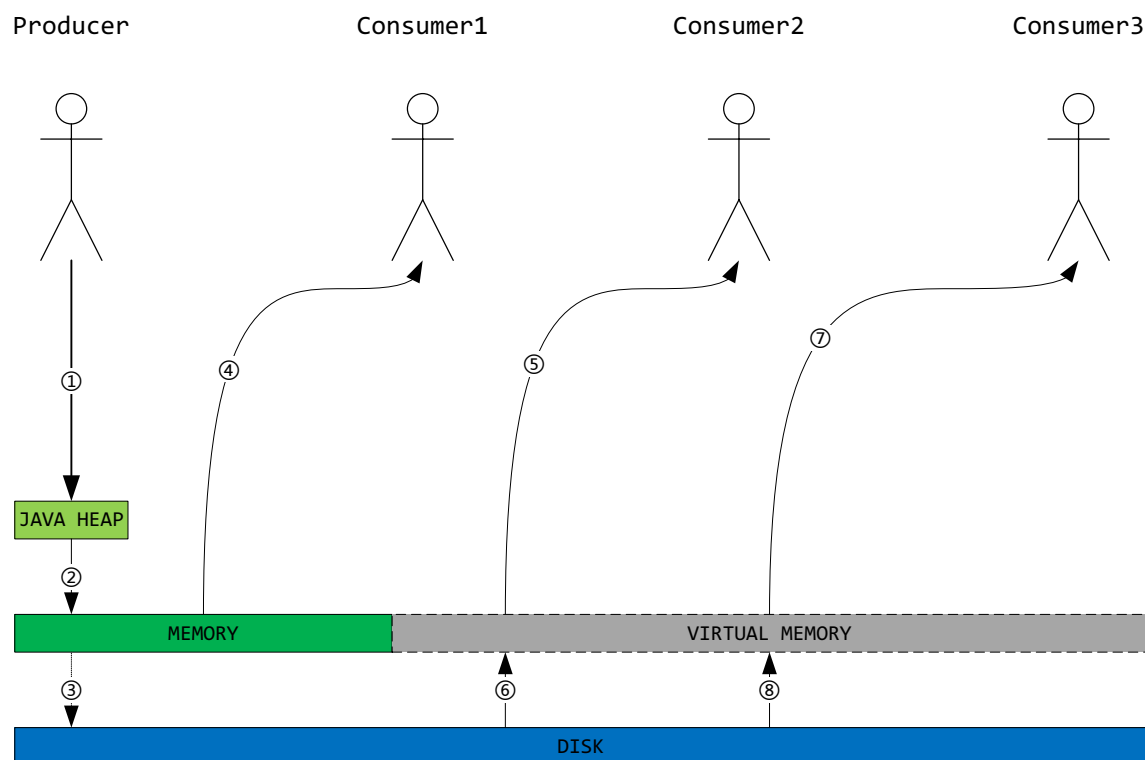 Producer Consumer1 Consumer2 Consumer3
④ ⑤ ⑦
①
JAVA HEAP
②
MEMORY VIRTUAL MEMORY
③ ⑥ ⑧
DISK